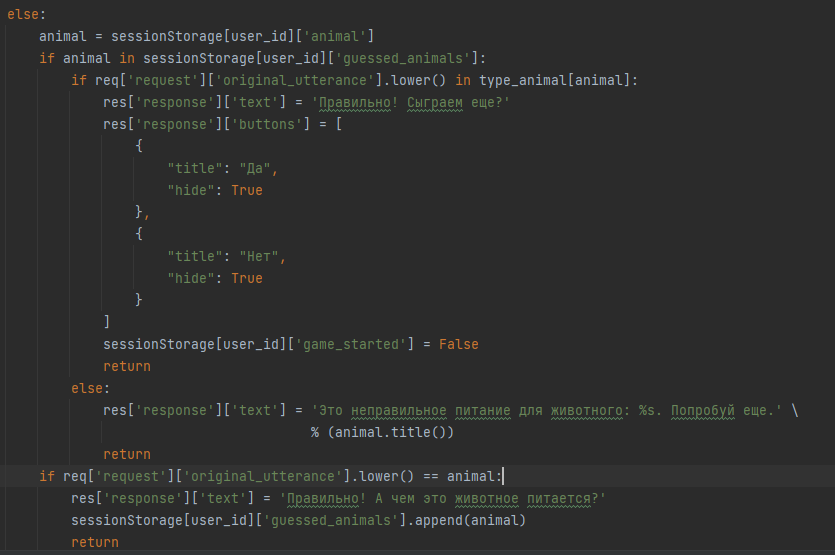 else:
    animal = sessionStorage[user_id]['animal']
    if animal in sessionStorage[user_id]['guessed_animals']:
        if req['request']['original_utterance'].lower() in type_animal[animal]:
            res['response']['text'] = 'Правильно! Сыграем еще?'
            res['response']['buttons'] = [
                {
                    "title": "Да",
                    "hide": True
                },
                {
                    "title": "Нет",
                    "hide": True
                }
            ]
            sessionStorage[user_id]['game_started'] = False
            return
        else:
            res['response']['text'] = 'Это неправильное питание для животного: %s. Попробуй еще.' \
                                      % (animal.title())
            return
    if req['request']['original_utterance'].lower() == animal:
        res['response']['text'] = 'Правильно! А чем это животное питается?'
        sessionStorage[user_id]['guessed_animals'].append(animal)
        return